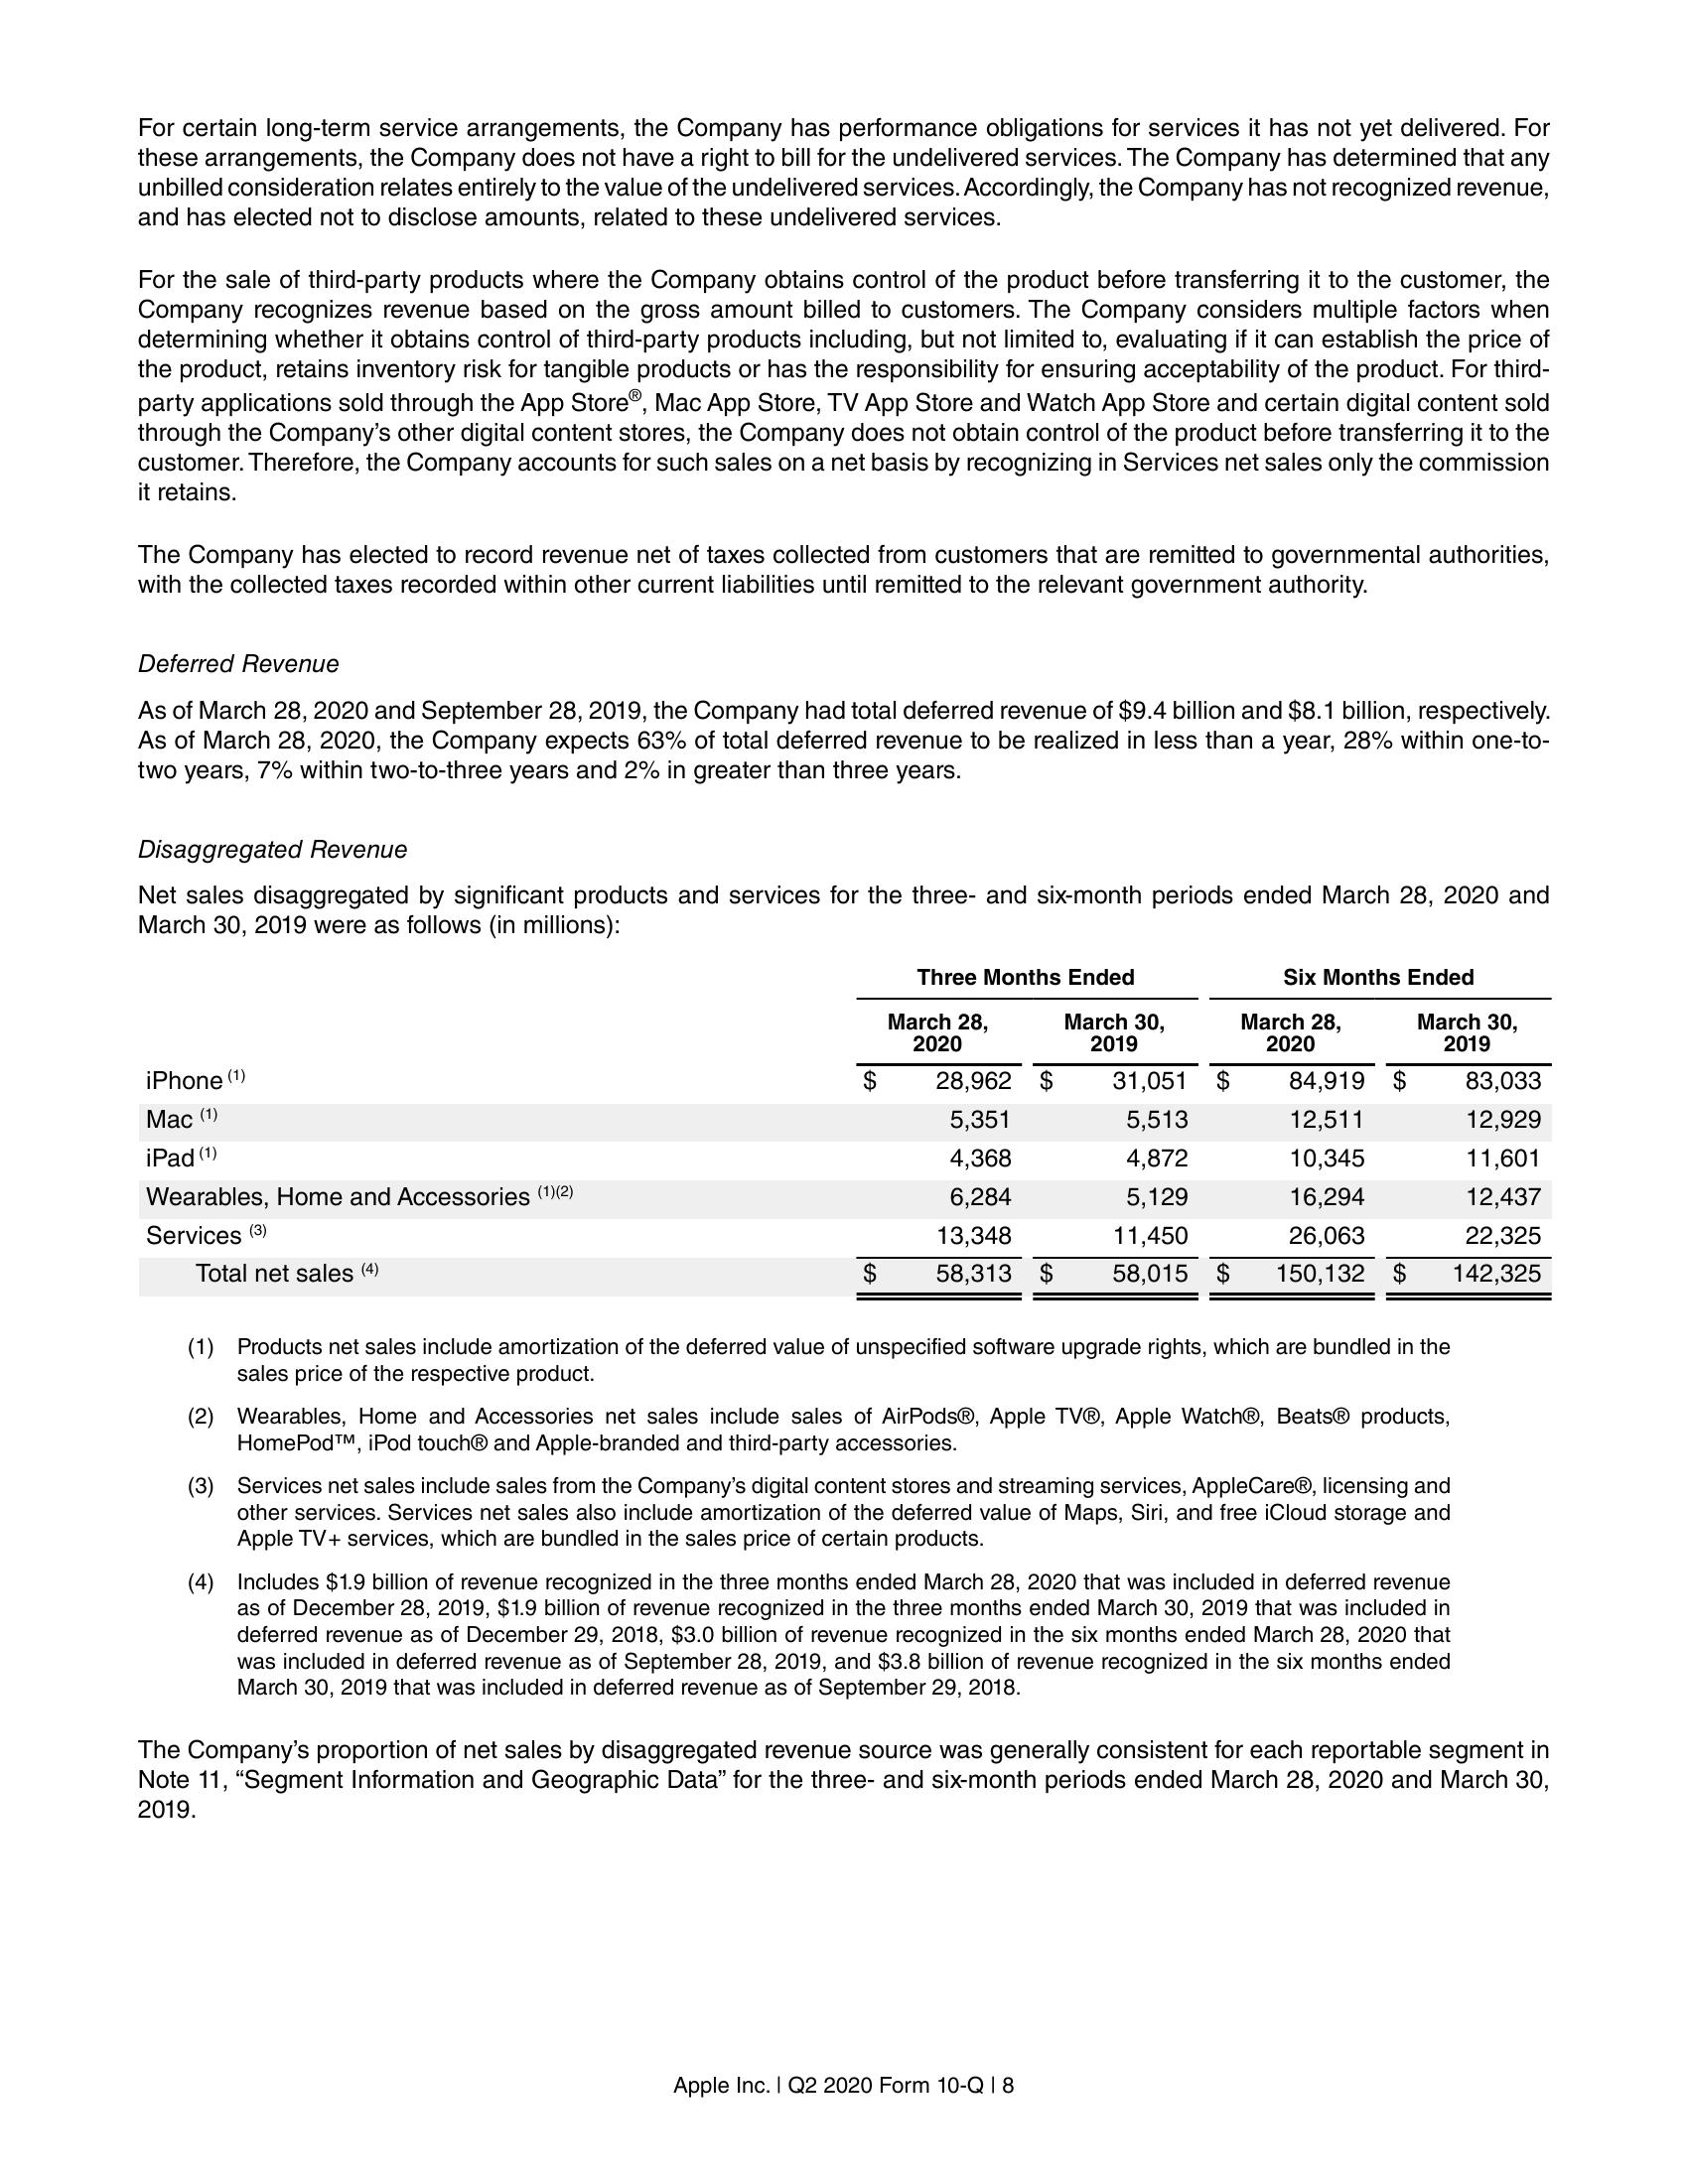 For certain long-term service arrangements, the Company has performance obligations for services it has not yet delivered. For
these arrangements, the Company does not have a right to bill for the undelivered services. The Company has determined that any
unbilled consideration relates entirely to the value of the undelivered services. Accordingly, the Company has not recognized revenue,
and has elected not to disclose amounts, related to these undelivered services.
For the sale of third-party products where the Company obtains control of the product before transferring it to the customer, the
Company recognizes revenue based on the gross amount billed to customers. The Company considers multiple factors when
determining whether it obtains control of third-party products including, but not limited to, evaluating if it can establish the price of
the product, retains inventory risk for tangible products or has the responsibility for ensuring acceptability of the product. For third-
party applications sold through the App Store®, Mac App Store, TV App Store and Watch App Store and certain digital content sold
through the Company’s other digital content stores, the Company does not obtain control of the product before transferring it to the
customer. Therefore, the Company accounts for such sales on a net basis by recognizing in Services net sales only the commission
it retains.
The Company has elected to record revenue net of taxes collected from customers that are remitted to governmental authorities,
with the collected taxes recorded within other current liabilities until remitted to the relevant government authority.
Deferred Revenue
As of March 28, 2020 and September 28, 2019, the Company had total deferred revenue of $9.4 billion and $8.1 billion, respectively.
As of March 28, 2020, the Company expects 63% of total deferred revenue to be realized in less than a year, 28% within one-to-
two years, 7% within two-to-three years and 2% in greater than three years.
Disaggregated Revenue
Net sales disaggregated by significant products and services for the three- and six-month periods ended March 28, 2020 and
March 30, 2019 were as follows (in millions):
Three Months Ended Six Months Ended
March 28, March 30, March 28, March 30,
2020 2019 2020 2019
iPhone (1) $ 28,962 $ 31,051 $ 84,919 $ 83,033
Mac (1) 5,351 5,513 12,511 12,929
iPad (1) 4,368 4,872 10,345 11,601
Wearables, Home and Accessories (1)(2) 6,284 5,129 16,294 12,437
Services (3) 13,348 11,450 26,063 22,325
Total net sales (4) $ 58,313 $ 58,015 $ 150,132 $ 142,325
(1) Products net sales include amortization of the deferred value of unspecified software upgrade rights, which are bundled in the
sales price of the respective product.
(2) Wearables, Home and Accessories net sales include sales of AirPods®, Apple TV®, Apple Watch®, Beats® products,
HomePod™, iPod touch® and Apple-branded and third-party accessories.
(3) Services net sales include sales from the Company’s digital content stores and streaming services, AppleCare®, licensing and
other services. Services net sales also include amortization of the deferred value of Maps, Siri, and free iCloud storage and
Apple TV+ services, which are bundled in the sales price of certain products.
(4) Includes $1.9 billion of revenue recognized in the three months ended March 28, 2020 that was included in deferred revenue
as of December 28, 2019, $1.9 billion of revenue recognized in the three months ended March 30, 2019 that was included in
deferred revenue as of December 29, 2018, $3.0 billion of revenue recognized in the six months ended March 28, 2020 that
was included in deferred revenue as of September 28, 2019, and $3.8 billion of revenue recognized in the six months ended
March 30, 2019 that was included in deferred revenue as of September 29, 2018.
The Company’s proportion of net sales by disaggregated revenue source was generally consistent for each reportable segment in
Note 11, “Segment Information and Geographic Data” for the three- and six-month periods ended March 28, 2020 and March 30,
2019.
Apple Inc. | Q2 2020 Form 10-Q | 8